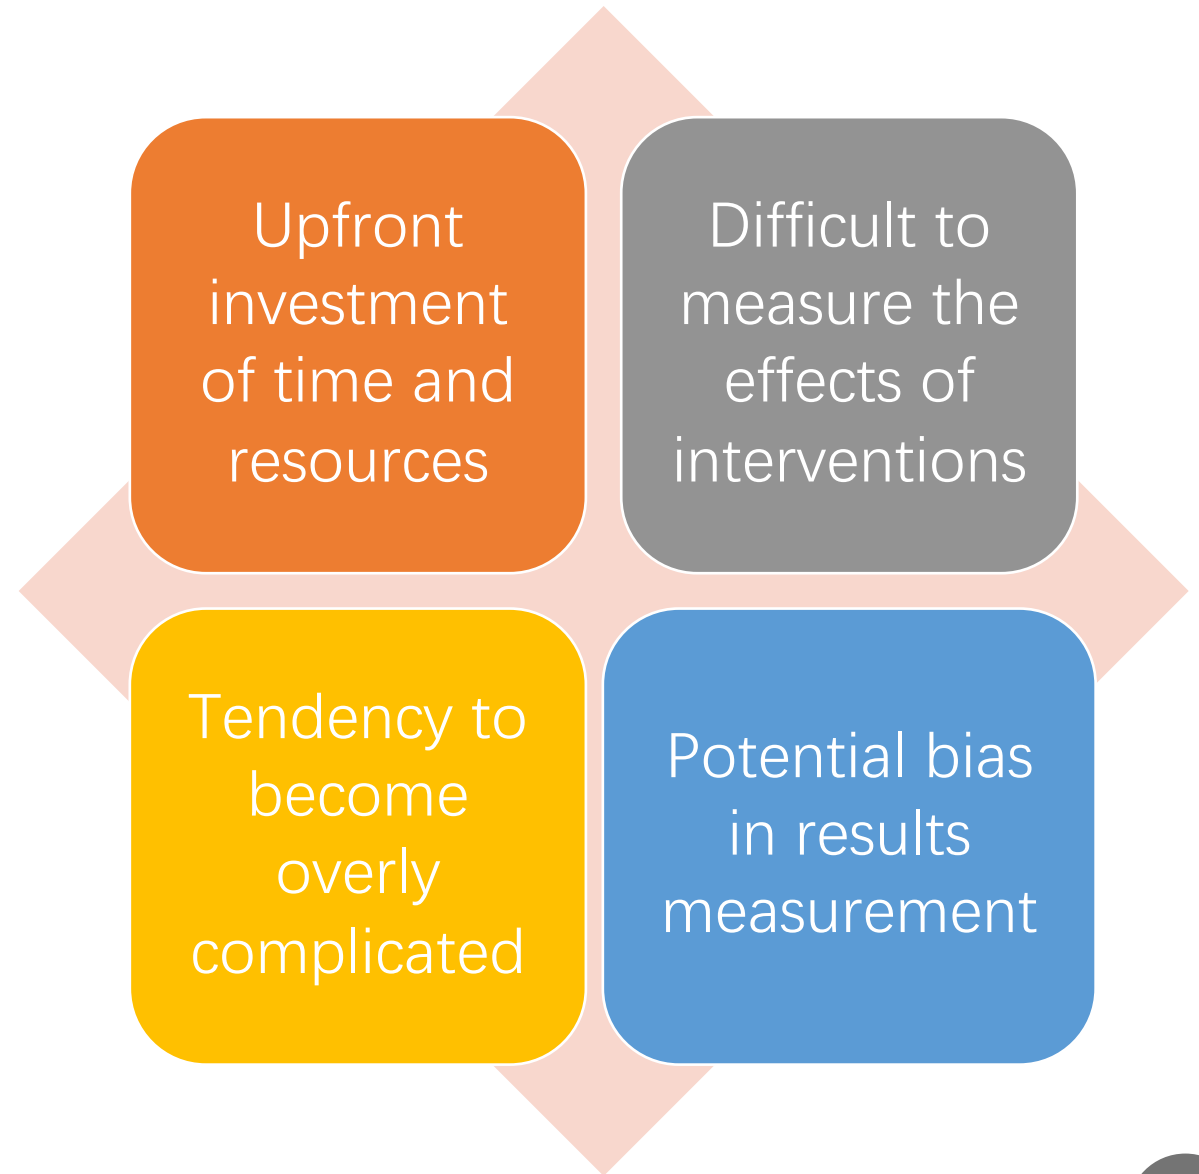 Upfront
investment
of time and
resources
Difficult to
measure the
effects of
interventions
Tendency to
become
overly
complicated
Potential bias
in results
measurement